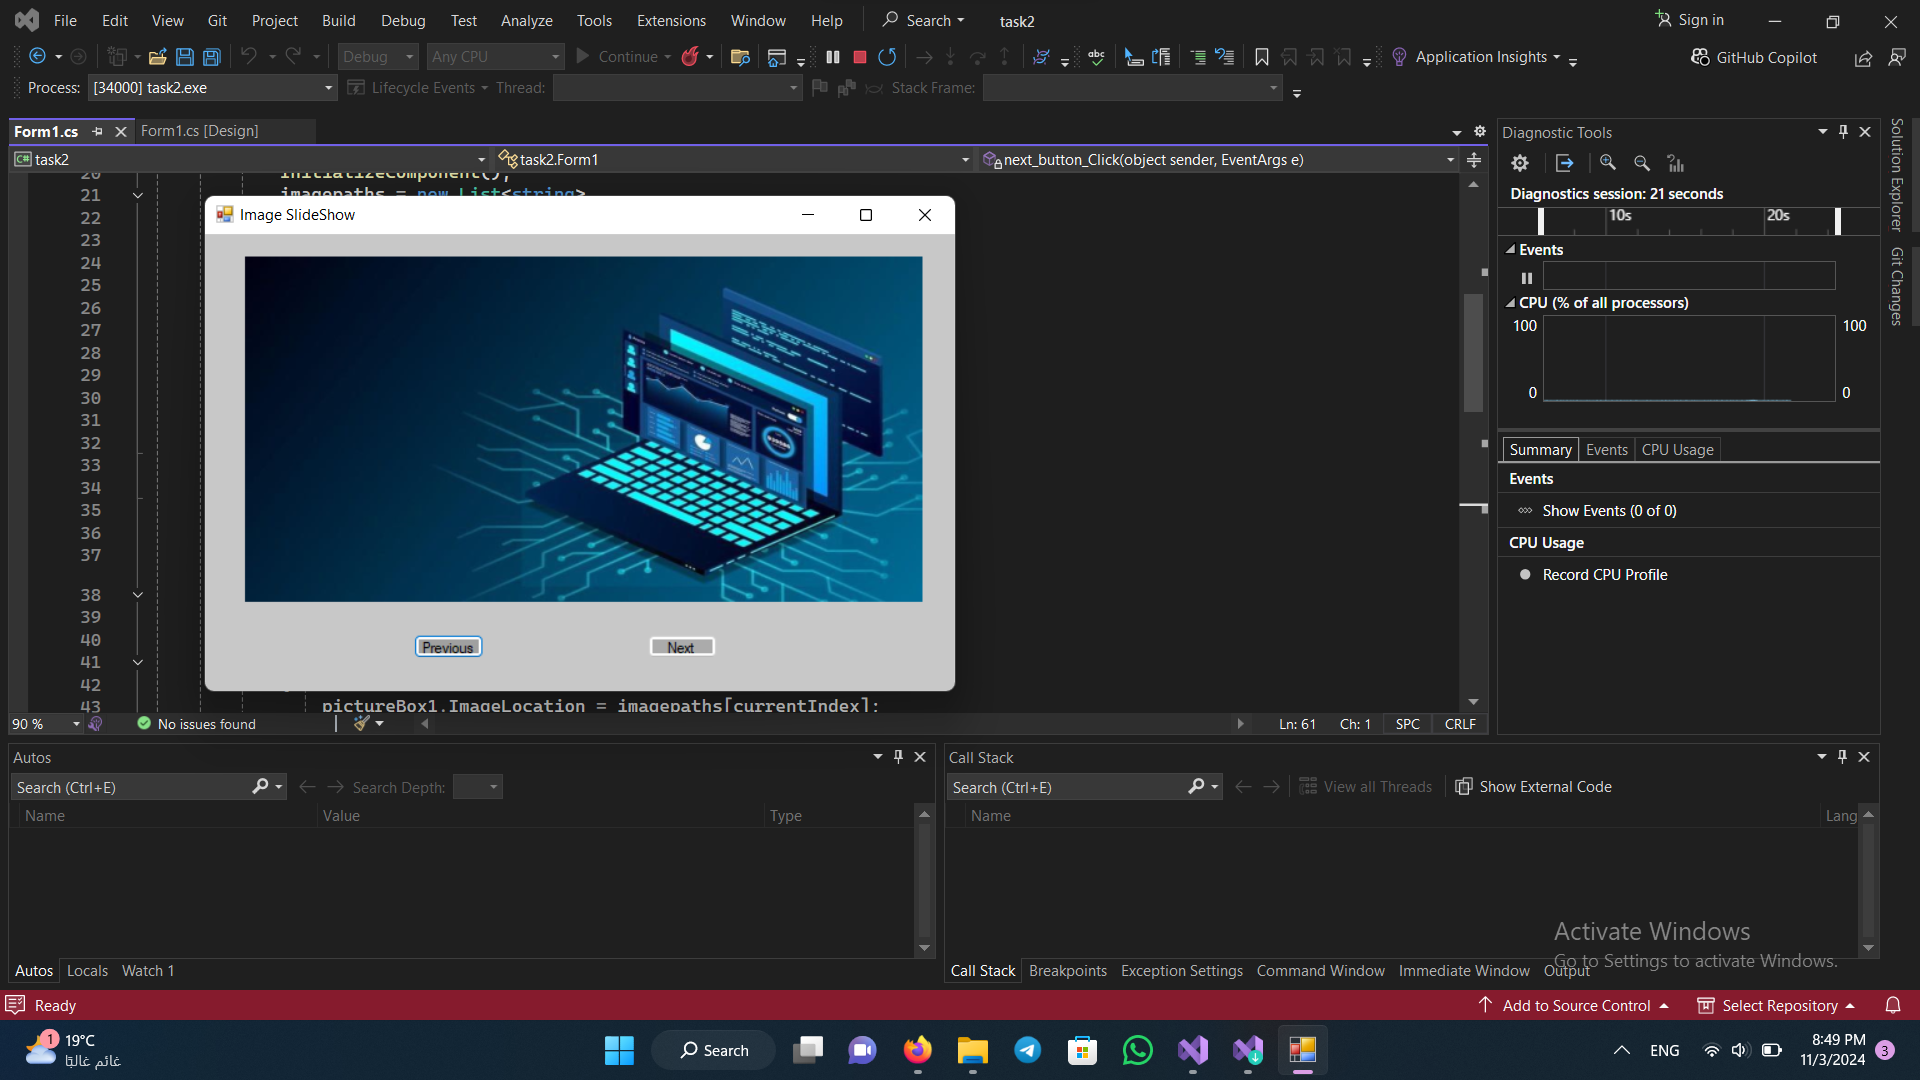 File Edit View Git Project Build Debug Test Analyze Tools Extensions Window Help Search task2 Sign in
Debug Any CPU Continue Application Insights GitHub Copilot
Process: [34000] task2.exe Lifecycle Events Thread: Stack Frame:
Form1.cs Form1.cs [Design]
C# task2 task2.Form1 next_button_Click(object sender, EventArgs e)
20 InitializeComponent();
21 imagepaths = new List<string>
Image SlideShow
22
23
24
25
26
27
28
29
30
31
32
33
34
35
36
37
38
39
40
41
42
Previous Next
43 pictureBox1.ImageLocation = imagepaths[currentIndex];
90 % No issues found Ln: 61 Ch: 1 SPC CRLF
Diagnostic Tools
Diagnostics session: 21 seconds
10s 20s
Events
CPU (% of all processors)
100 100
0 0
Summary Events CPU Usage
Events
Show Events (0 of 0)
CPU Usage
Record CPU Profile
Solution Explorer
Git Changes
Autos
Search (Ctrl+E) Search Depth:
Name Value Type
Autos Locals Watch 1
Call Stack
Search (Ctrl+E) View all Threads Show External Code
Name Lang
Call Stack Breakpoints Exception Settings Command Window Immediate Window Output
Activate Windows
Go to Settings to activate Windows.
Ready Add to Source Control Select Repository
1 19°C
غائم غالبًا
Search
ENG
8:49 PM
11/3/2024
3